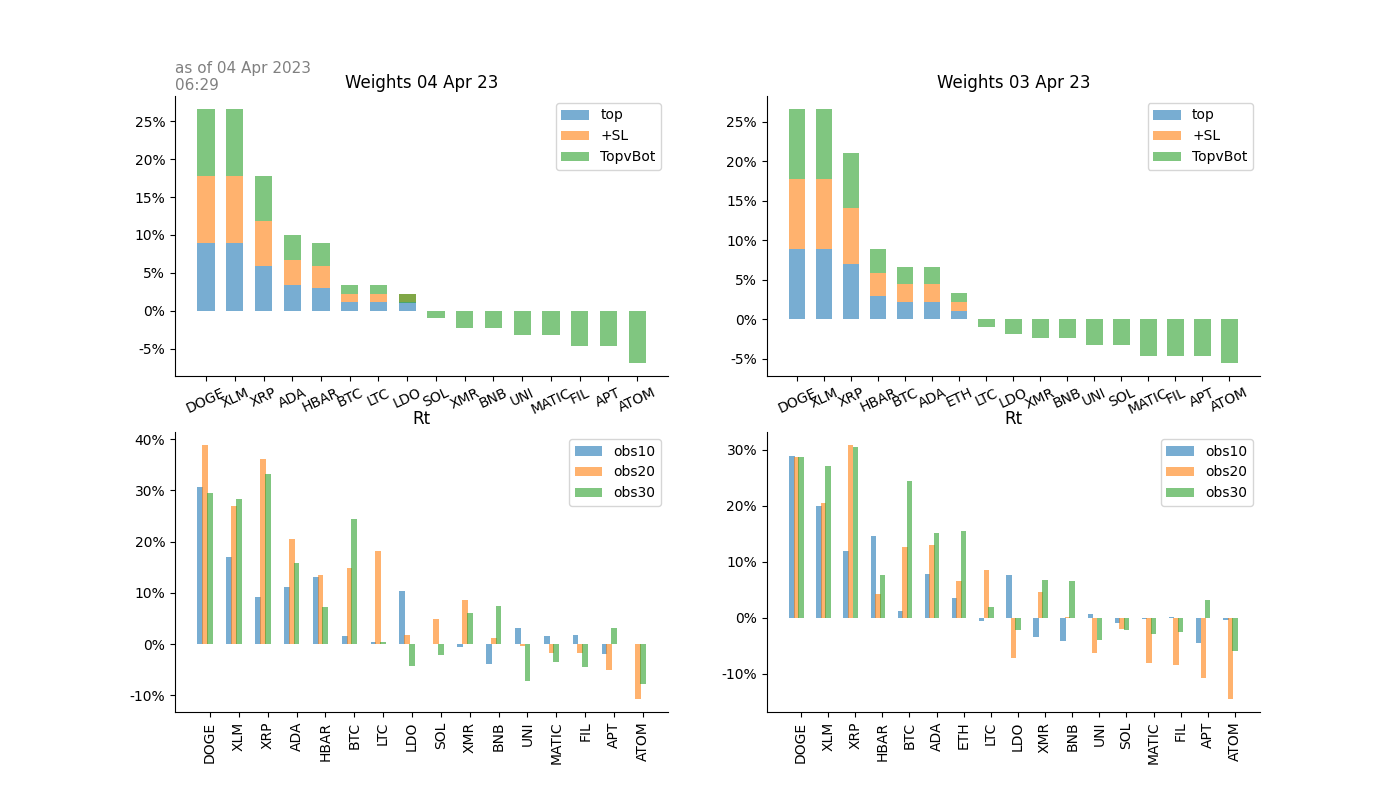 as of 04 Apr 2023
06:29
Weights 04 Apr 23
25%
20%
15%
10%
5%
0%
-5%
top
+SL
TopvBot
DOGE XLM XRP ADA HBAR BTC LTC LDO SOL XMR BNB UNI MATIC FIL APT ATOM
Weights 03 Apr 23
25%
20%
15%
10%
5%
0%
-5%
top
+SL
TopvBot
DOGE XLM XRP HBAR BTC ADA ETH LTC LDO XMR BNB UNI SOL MATIC FIL APT ATOM
Rt
40%
30%
20%
10%
0%
-10%
obs10
obs20
obs30
DOGE XLM XRP ADA HBAR BTC LTC LDO SOL XMR BNB UNI MATIC FIL APT ATOM
Rt
30%
20%
10%
0%
-10%
obs10
obs20
obs30
DOGE XLM XRP HBAR BTC ADA ETH LTC LDO XMR BNB UNI SOL MATIC FIL APT ATOM